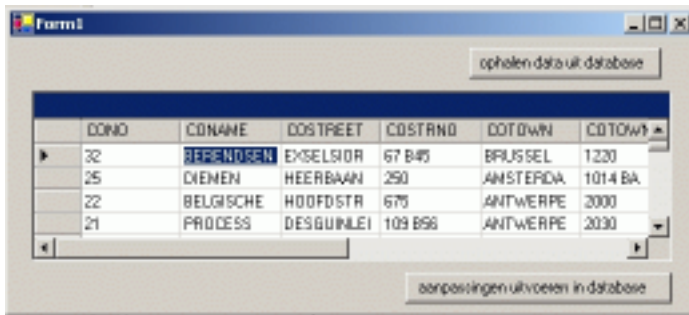 Form1
ophalen data uit database
CONO CONAME COSTREET COSTRNO COTOWN COTOWN
32 BERENDSEN EXSELSIOR 67 B45 BRUSSEL 1220
25 DIEMEN HEERBAAN 250 AMSTERDA 1014 BA
22 BELGISCHE HOOFDSTR 675 ANTWERPE 2000
21 PROCESS DESGUINLEI 109 B56 ANTWERPE 2030
aanpassingen uitvoeren in database